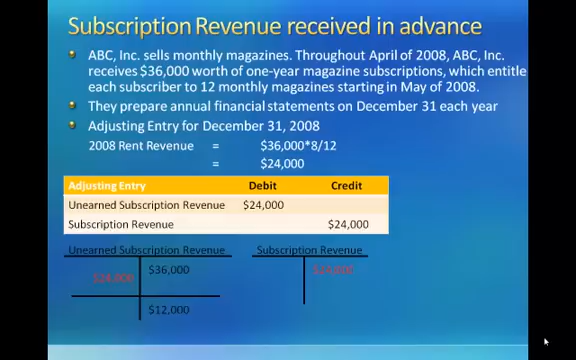 Subscription Revenue received in advance
ABC, Inc. sells monthly magazines. Throughout April of 2008, ABC, Inc.
receives $36,000 worth of one-year magazine subscriptions, which entitle
each subscriber to 12 monthly magazines starting in May of 2008.
They prepare annual financial statements on December 31 each year
Adjusting Entry for December 31, 2008
2008 Rent Revenue = $36,000*8/12
= $24,000
Adjusting Entry Debit Credit
Unearned Subscription Revenue $24,000
Subscription Revenue $24,000
Unearned Subscription Revenue Subscription Revenue
$36,000 $24,000
$24,000
$12,000